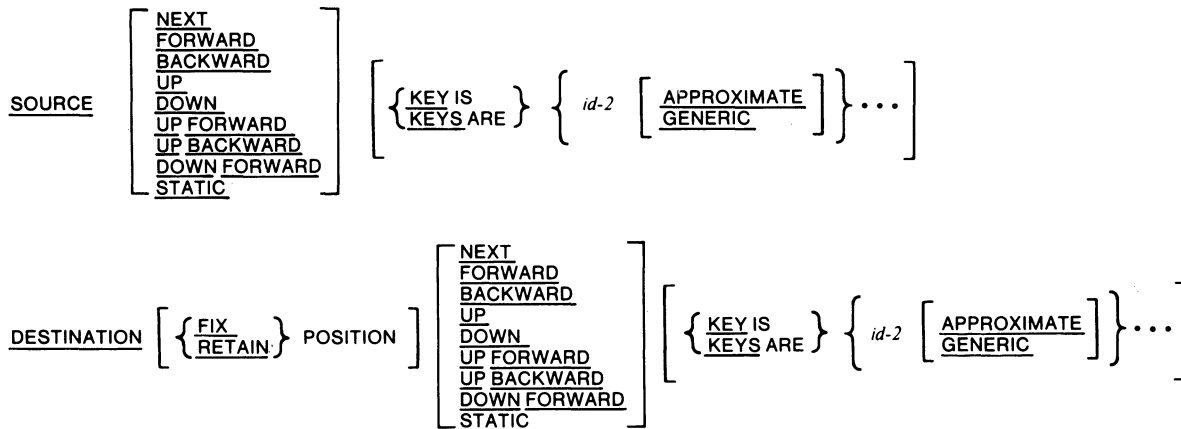 NEXT
FORWARD
BACKWARD
UP
DOWN
UP FORWARD
UP BACKWARD
DOWN FORWARD
STATIC
SOURCE
KEY IS
KEYS ARE
id-2
APPROXIMATE
GENERIC
• • •
DESTINATION
FIX
RETAIN
POSITION
NEXT
FORWARD
BACKWARD
UP
DOWN
UP FORWARD
UP BACKWARD
DOWN FORWARD
STATIC
KEY IS
KEYS ARE
id-2
APPROXIMATE
GENERIC
• • •